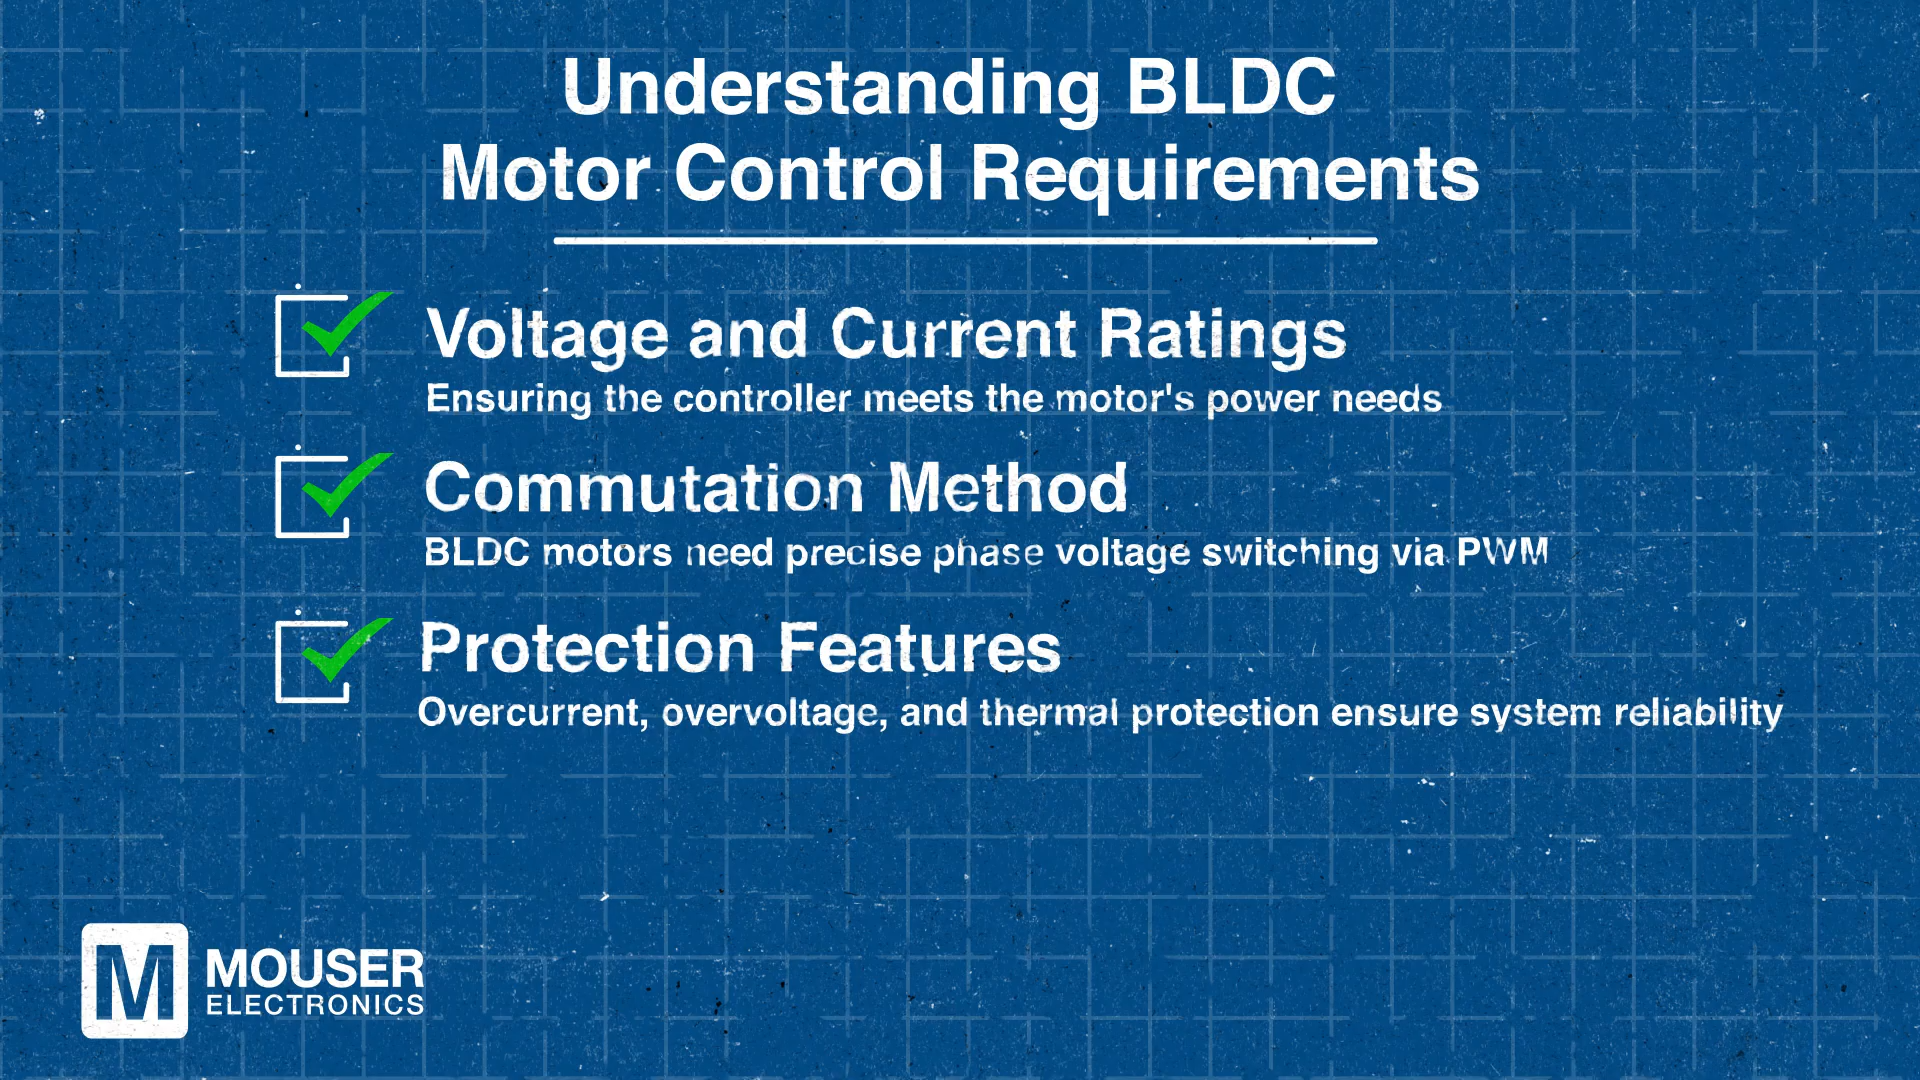 Understanding BLDC
Motor Control Requirements
Voltage and Current Ratings
Ensuring the controller meets the motor's power needs
Commutation Method
BLDC motors need precise phase voltage switching via PWM
Protection Features
Overcurrent, overvoltage, and thermal protection ensure system reliability
M
MOUSER
ELECTRONICS